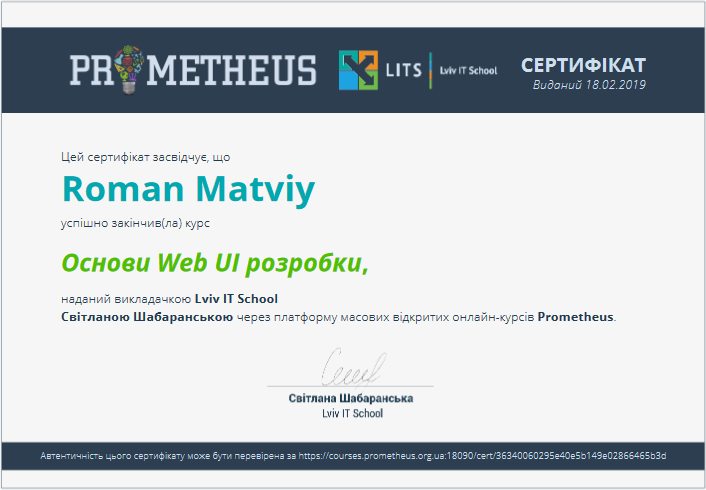 PROMETHEUS
LITS
Lviv IT School
СЕРТИФІКАТ
Виданий 18.02.2019
Цей сертифікат засвідчує, що
Roman Matviy
успішно закінчив(ла) курс
Основи Web UI розробки,
наданий викладачкою Lviv IT School
Світланою Шабаранською через платформу масових відкритих онлайн-курсів Prometheus.
Світлана Шабаранська
Lviv IT School
Автентичність цього сертифікату може бути перевірена за https://courses.prometheus.org.ua:18090/cert/36340060295e40e5b149e02866465b3d